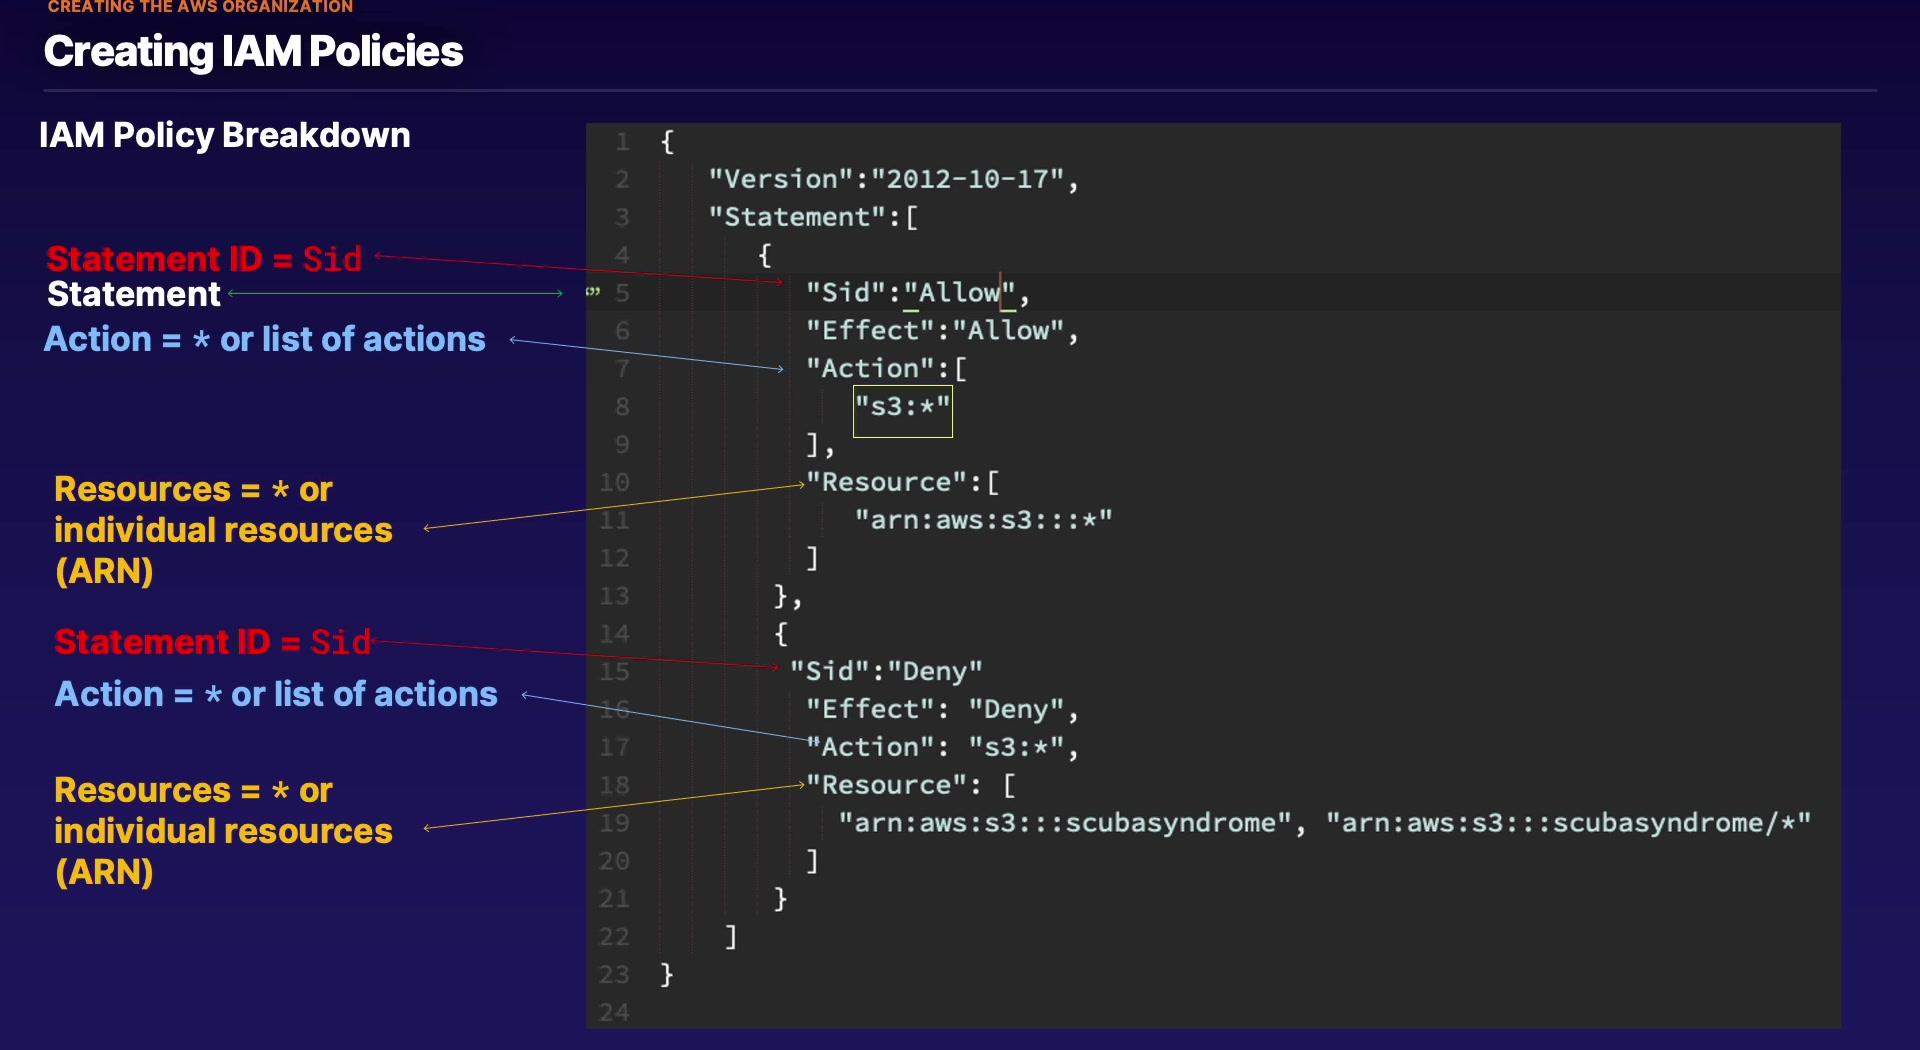 CREATING THE AWS ORGANIZATION
Creating IAM Policies
IAM Policy Breakdown
Statement ID = Sid
Statement
Action = * or list of actions
Resources = * or
individual resources
(ARN)
Statement ID = Sid
Action = * or list of actions
Resources = * or
individual resources
(ARN)
1 {
2 "Version":"2012-10-17",
3 "Statement":[
4 {
“” 5 "Sid":"Allow",
6 "Effect":"Allow",
7 "Action":[
8 "s3:*"
9 ],
10 "Resource":[
11 "arn:aws:s3:::*"
12 ]
13 },
14 {
15 "Sid":"Deny"
16 "Effect": "Deny",
17 "Action": "s3:*",
18 "Resource": [
19 "arn:aws:s3:::scubasyndrome", "arn:aws:s3:::scubasyndrome/*"
20 ]
21 }
22 ]
23 }
24